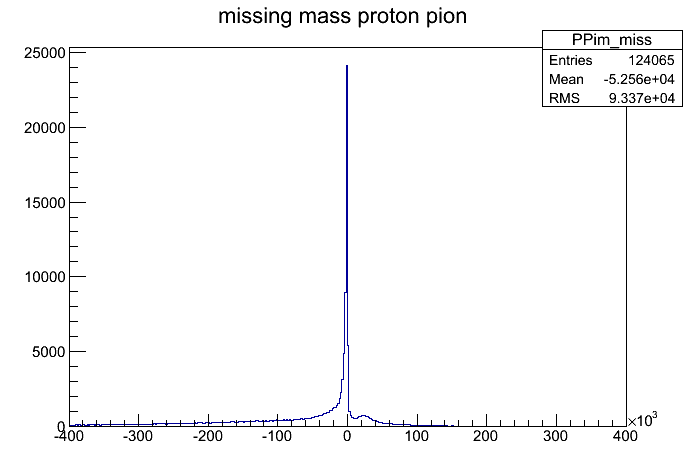 missing mass proton pion
PPim_miss
Entries 124065
Mean -5.256e+04
RMS 9.337e+04
25000
20000
15000
10000
5000
0
-400 -300 -200 -100 0 100 200 300 400
×10³